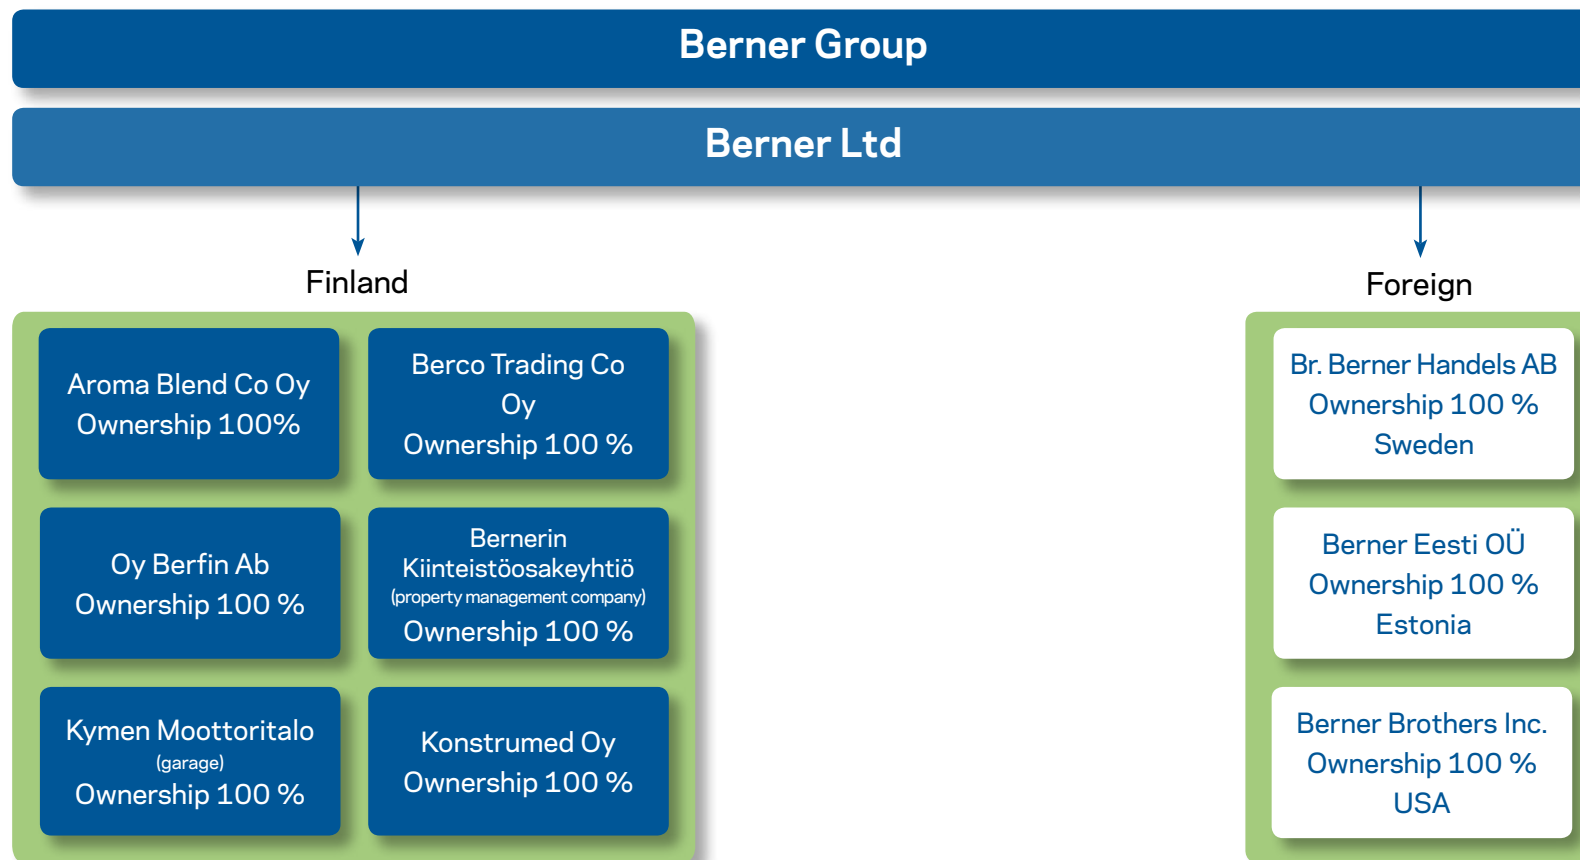 Berner Group
Berner Ltd
Finland
Aroma Blend Co Oy
Ownership 100%
Berco Trading Co
Oy
Ownership 100 %
Oy Berfin Ab
Ownership 100 %
Bernerin
Kiinteistöosakeyhtiö
(property management company)
Ownership 100 %
Kymen Moottoritalo
(garage)
Ownership 100 %
Konstrumed Oy
Ownership 100 %
Foreign
Br. Berner Handels AB
Ownership 100 %
Sweden
Berner Eesti OÜ
Ownership 100 %
Estonia
Berner Brothers Inc.
Ownership 100 %
USA